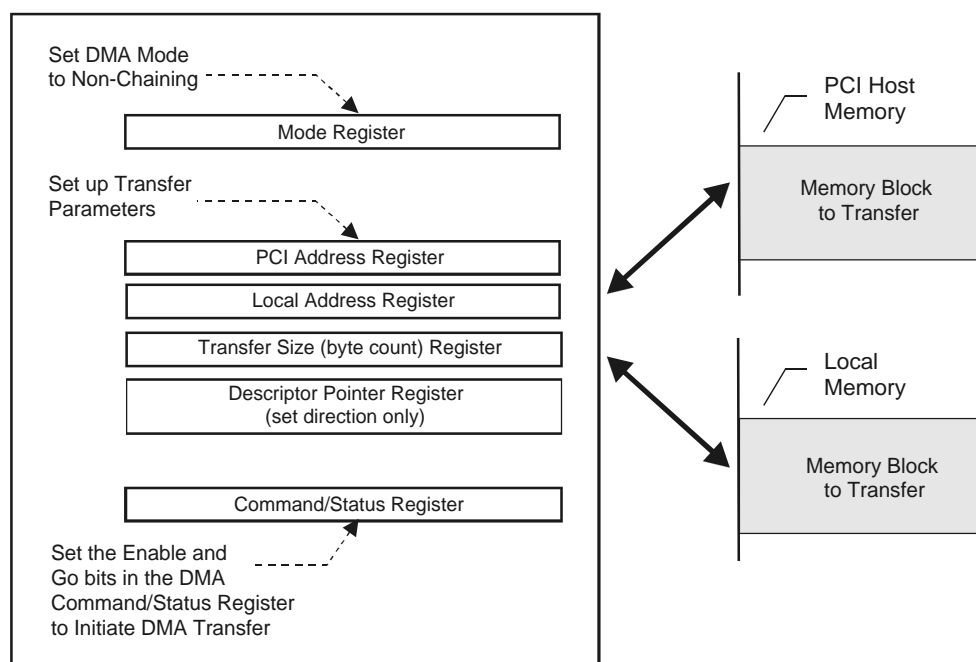 Set DMA Mode
to Non-Chaining
Mode Register
Set up Transfer
Parameters
PCI Address Register
Local Address Register
Transfer Size (byte count) Register
Descriptor Pointer Register
(set direction only)
Command/Status Register
Set the Enable and
Go bits in the DMA
Command/Status Register
to Initiate DMA Transfer
PCI Host
Memory
Memory Block
to Transfer
Local
Memory
Memory Block
to Transfer